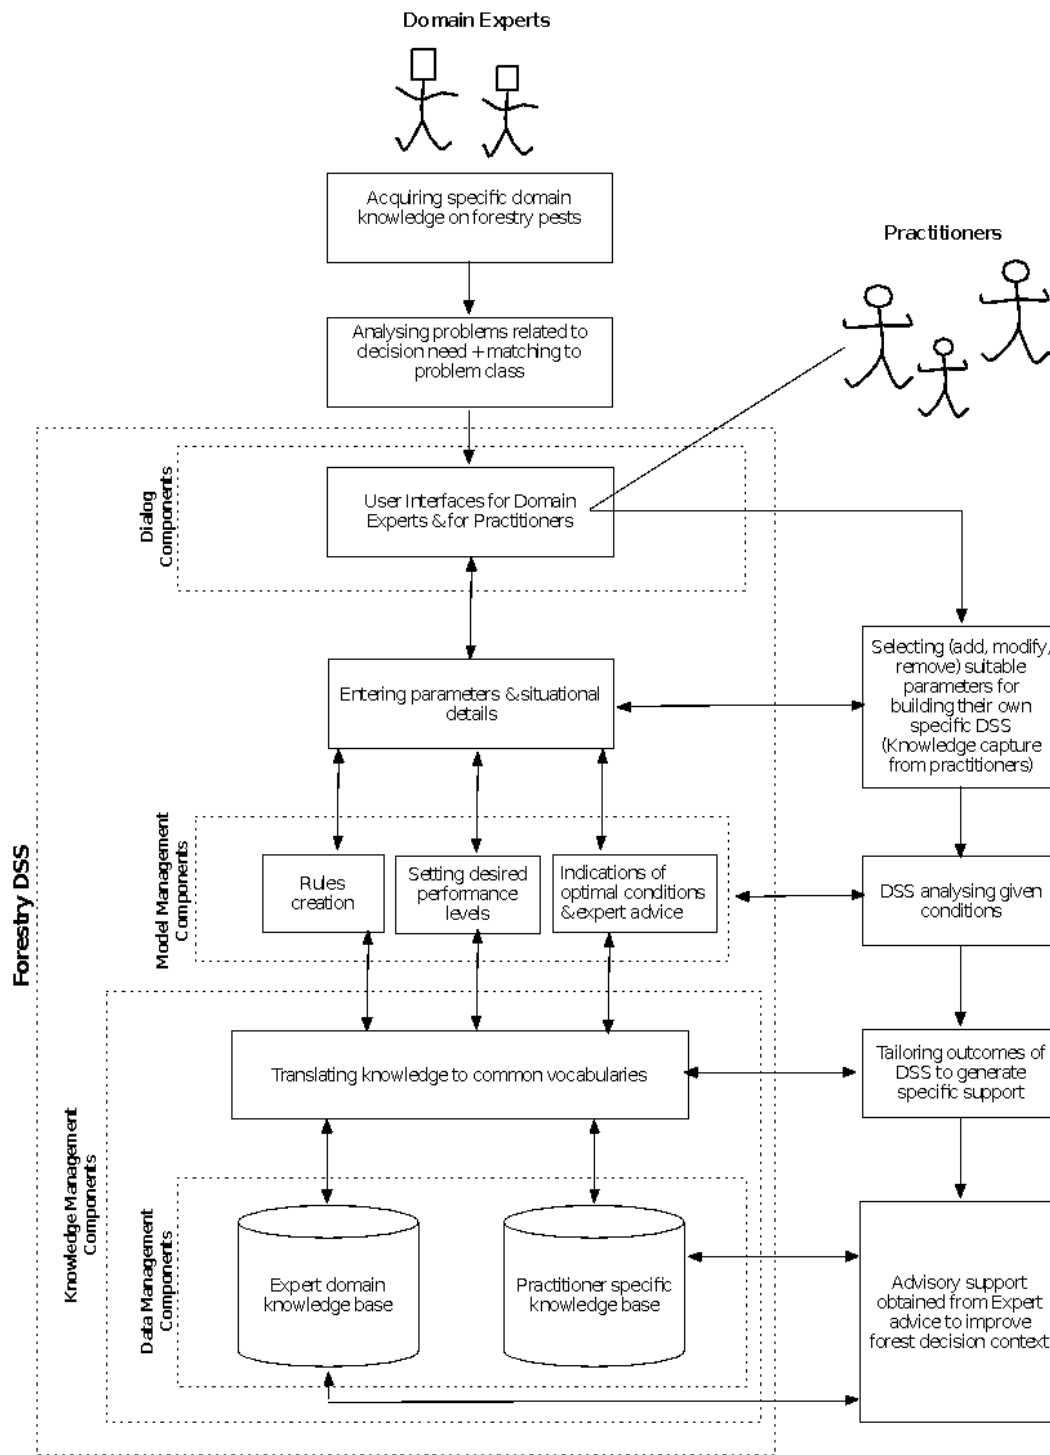 Domain Experts
Acquiring specific domain
knowledge on forestry pests
Practitioners
Analysing problems related to
decision need + matching to
problem class
Dialog
Components
User Interfaces for Domain
Experts & for Practitioners
Selecting (add, modify,
remove) suitable
parameters for
building their own
specific DSS
(Knowledge capture
from practitioners)
Entering parameters & situational
details
Forestry DSS
Model Management
Components
Rules
creation
Setting desired
performance
levels
Indications of
optimal conditions
& expert advice
DSS analysing given
conditions
Knowledge Management
Components
Translating knowledge to common vocabularies
Tailoring outcomes of
DSS to generate
specific support
Data Management
Components
Expert domain
knowledge base
Practitioner specific
knowledge base
Advisory support
obtained from Expert
advice to improve
forest decision context